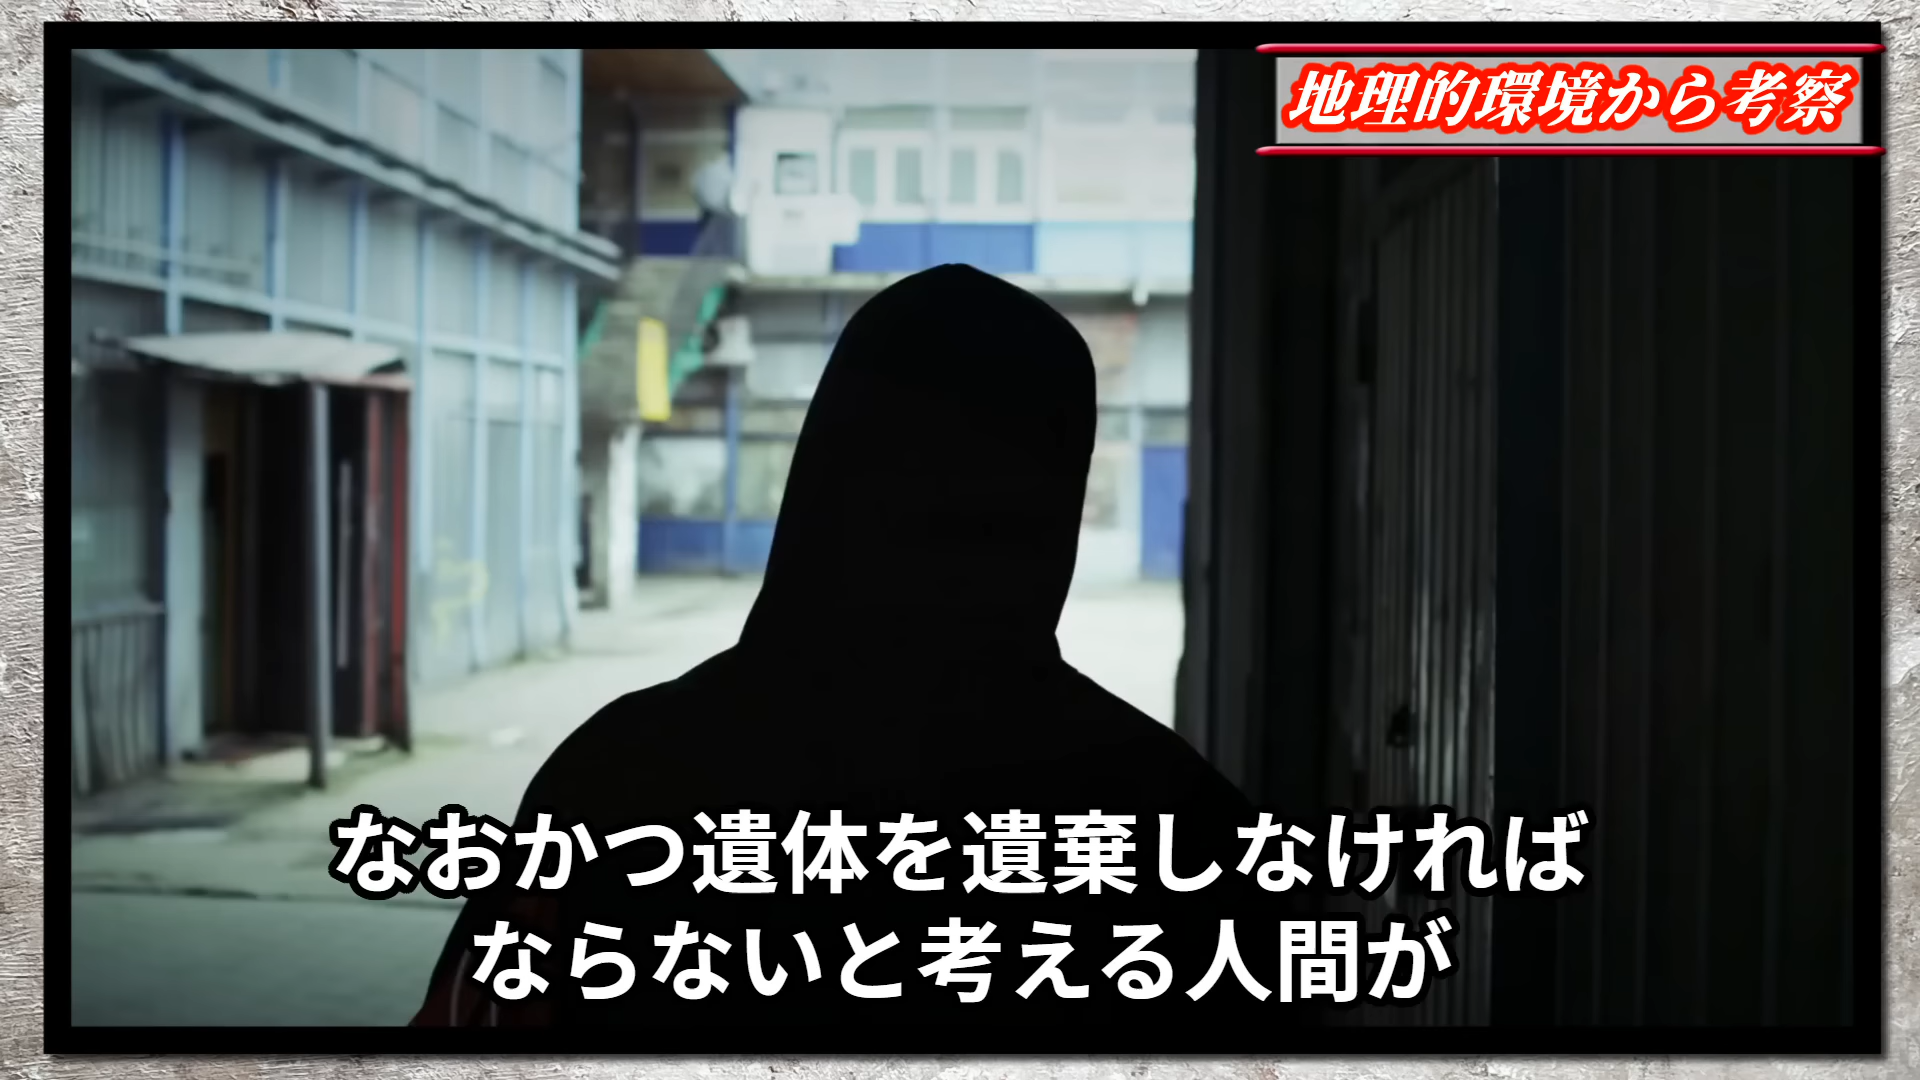 地理的環境から考察
なおかつ遺体を遺棄しなければ
ならないと考える人間が